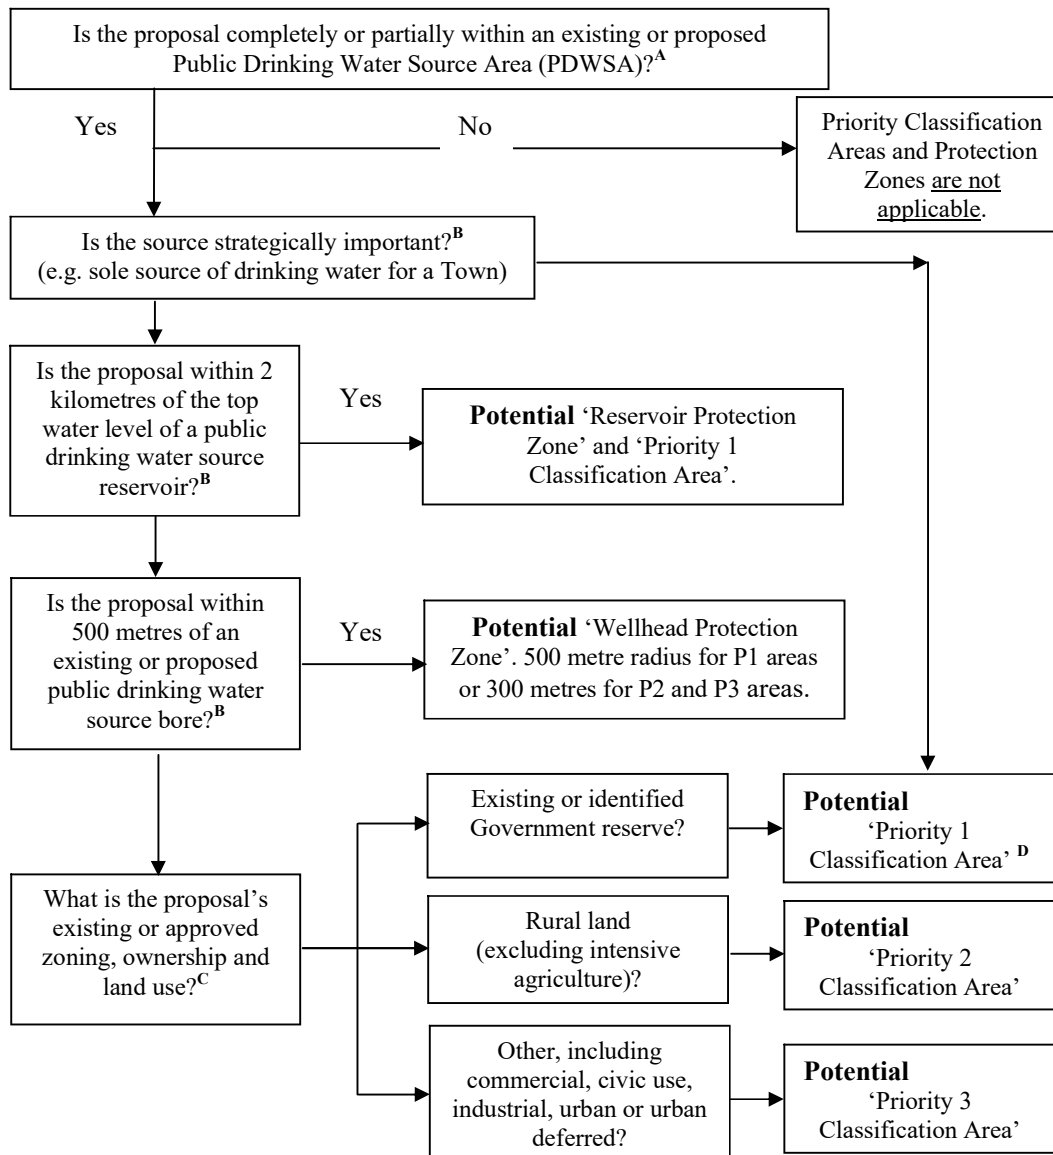 Is the proposal completely or partially within an existing or proposed
Public Drinking Water Source Area (PDWSA)?A
Yes
No
Priority Classification
Areas and Protection
Zones are not
applicable.
Is the source strategically important?B
(e.g. sole source of drinking water for a Town)
Is the proposal within 2
kilometres of the top
water level of a public
drinking water source
reservoir?B
Yes
Potential ‘Reservoir Protection
Zone’ and ‘Priority 1
Classification Area’.
Is the proposal within
500 metres of an
existing or proposed
public drinking water
source bore?B
Yes
Potential ‘Wellhead Protection
Zone’. 500 metre radius for P1 areas
or 300 metres for P2 and P3 areas.
What is the proposal’s
existing or approved
zoning, ownership and
land use?C
Existing or identified
Government reserve?
Potential
‘Priority 1
Classification Area’ D
Rural land
(excluding intensive
agriculture)?
Potential
‘Priority 2
Classification Area’
Other, including
commercial, civic use,
industrial, urban or urban
deferred?
Potential
‘Priority 3
Classification Area’